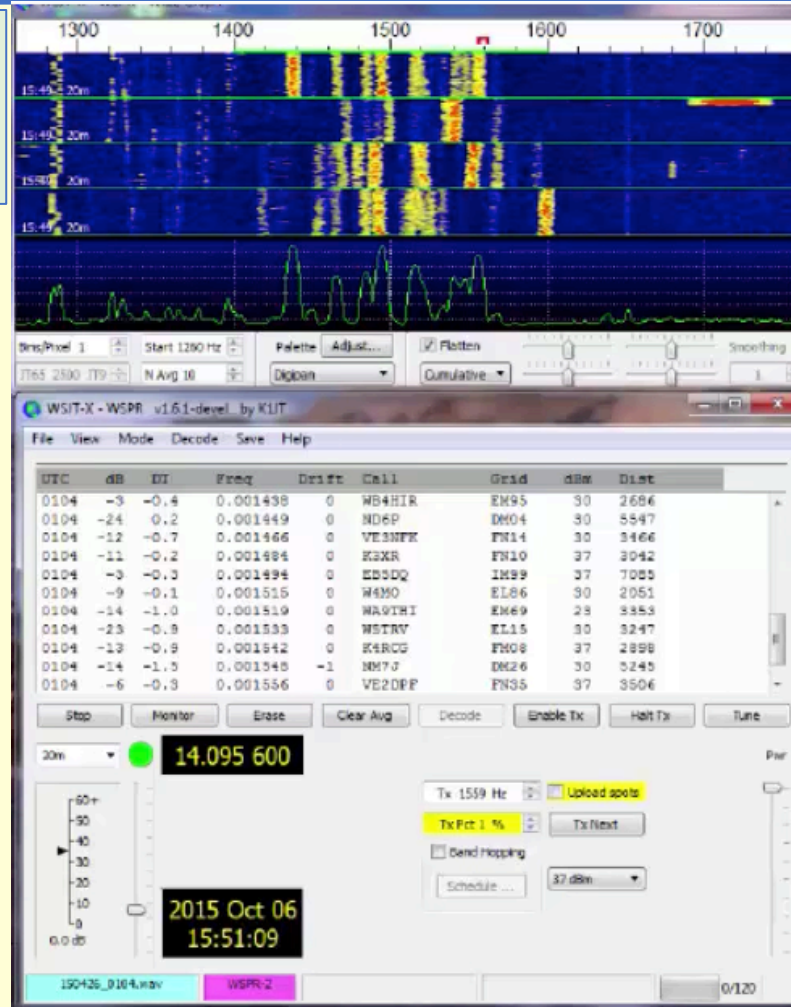 1300 1400 1500 1600 1700
15:49 20m
15:49 20m
20m
15:49 20m
Bins/Pixel 1 Start 1260 Hz Palette Adjust... Flatten Smoothing
JT65 2500 JT9 N Avg 10 Digipan Cumulative 1
WSJT-X - WSPR v1.6.1-devel by K1JT
File View Mode Decode Save Help
UTC dB DT Freq Drift Call Grid dBm Dist
0104 -3 -0.4 0.001438 0 WB4HIR EM95 30 2686
0104 -24 0.2 0.001449 0 ND6P DM04 30 5547
0104 -12 -0.7 0.001466 0 VE3NFK FN14 30 3466
0104 -11 -0.2 0.001484 0 K3XR FN10 37 3042
0104 -3 -0.3 0.001494 0 EB5DQ IM99 37 7085
0104 -9 -0.1 0.001515 0 W4MO EL86 30 2051
0104 -14 -1.0 0.001519 0 WA9THI EM69 23 3353
0104 -23 -0.9 0.001533 0 W5TRV EL15 30 3247
0104 -13 -0.9 0.001542 0 K4RCG FM08 37 2898
0104 -14 -1.5 0.001548 -1 NM7J DM26 30 5245
0104 -6 -0.3 0.001556 0 VE2DPF FN35 37 3506
Stop Monitor Erase Clear Avg Decode Enable Tx Halt Tx Tune
20m 14.095 600 Pwr
Tx 1559 Hz Upload spots
Tx Pct 1 % Tx Next
Band Hopping
Schedule ... 37 dBm
60
50
40
30
20
10
0
0.0 dB
2015 Oct 06
15:51:09
150426_0104.wav WSPR-2 0/120